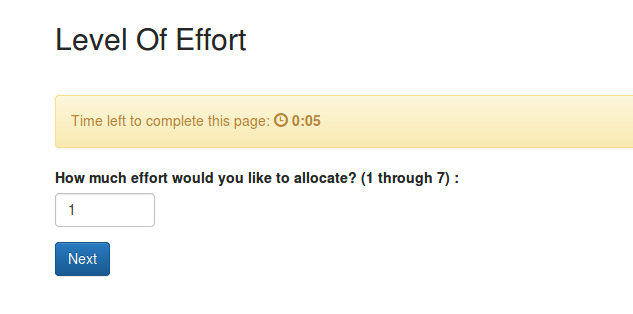 Level Of Effort
Time left to complete this page: 0:05
How much effort would you like to allocate? (1 through 7) :
1
Next